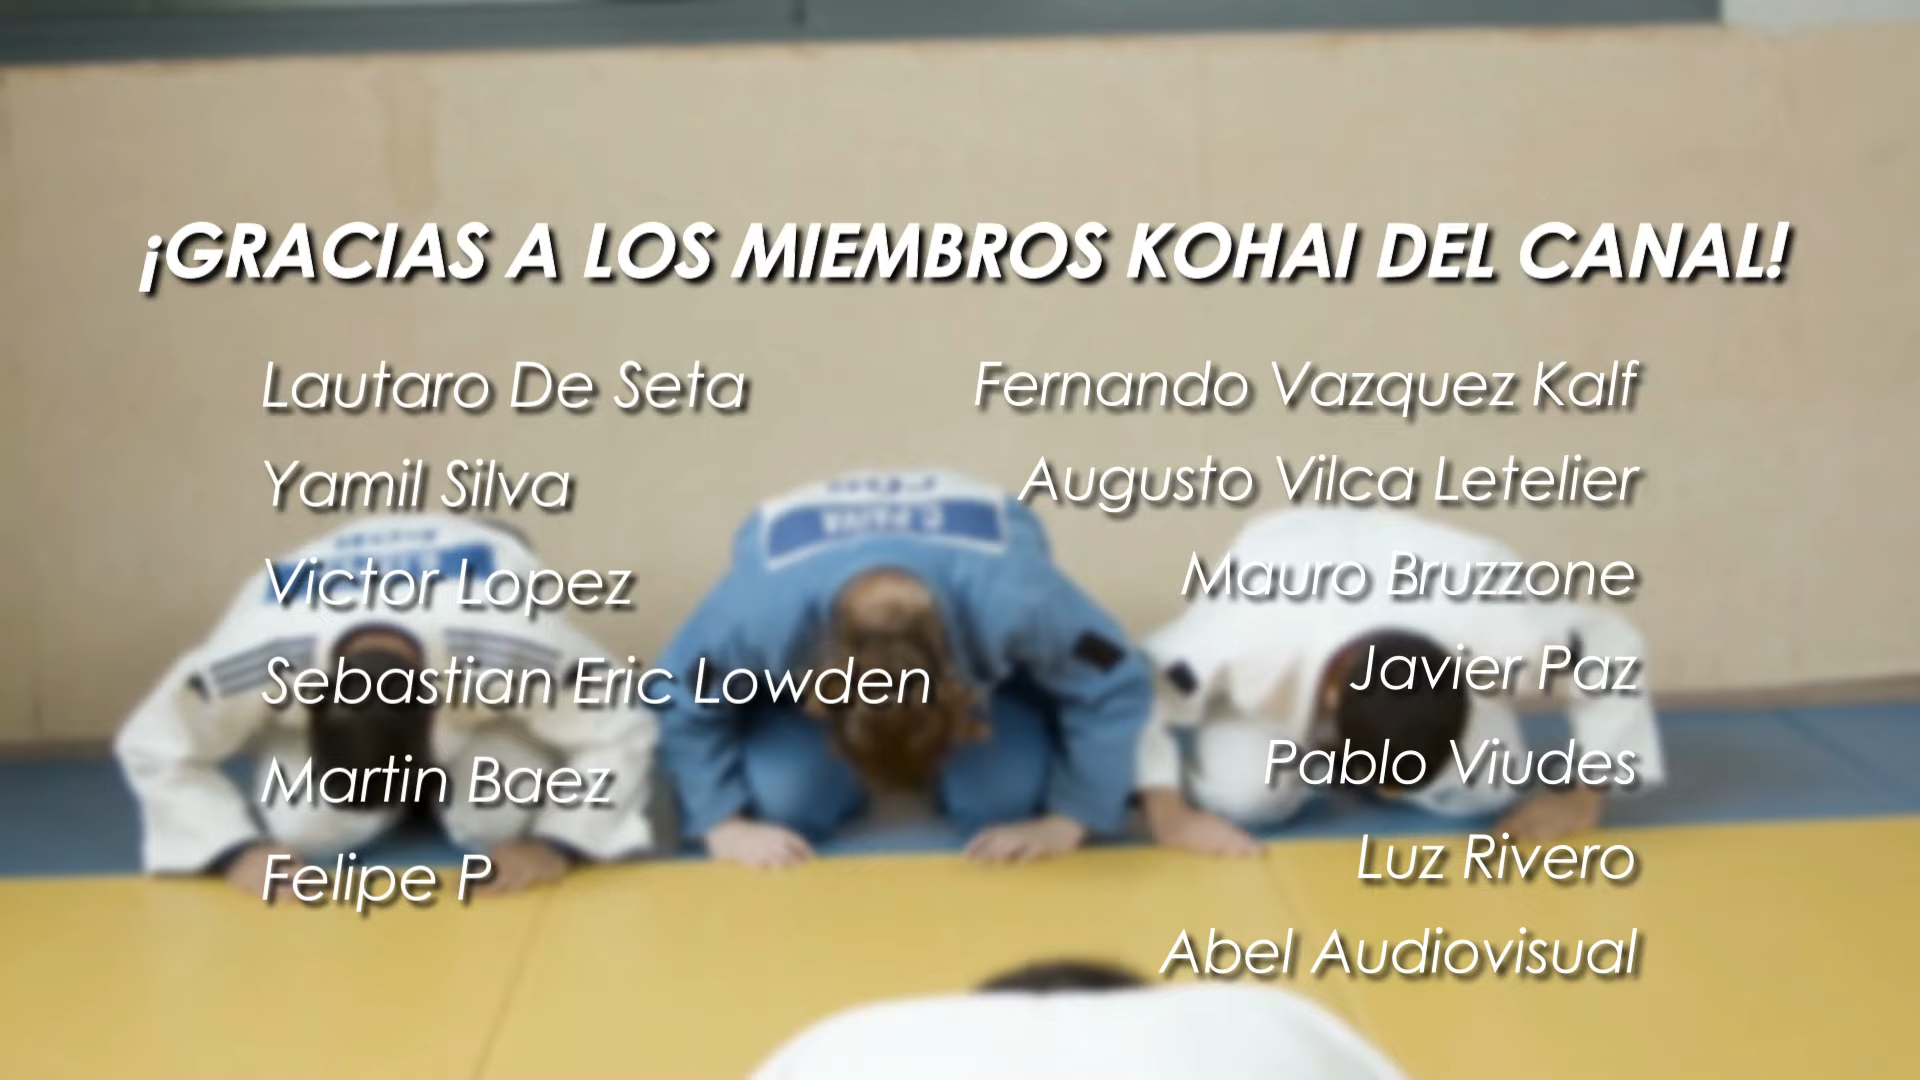 ¡GRACIAS A LOS MIEMBROS KOHAI DEL CANAL!
Lautaro De Seta
Yamil Silva
Victor Lopez
Sebastian Eric Lowden
Martin Baez
Felipe P
Fernando Vazquez Kalf
Augusto Vilca Letelier
Mauro Bruzzone
Javier Paz
Pablo Viudes
Luz Rivero
Abel Audiovisual